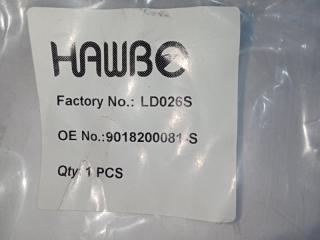 HAWBO
Factory No.: LD026S
OE No.:9018200081-S
Qty: 1 PCS